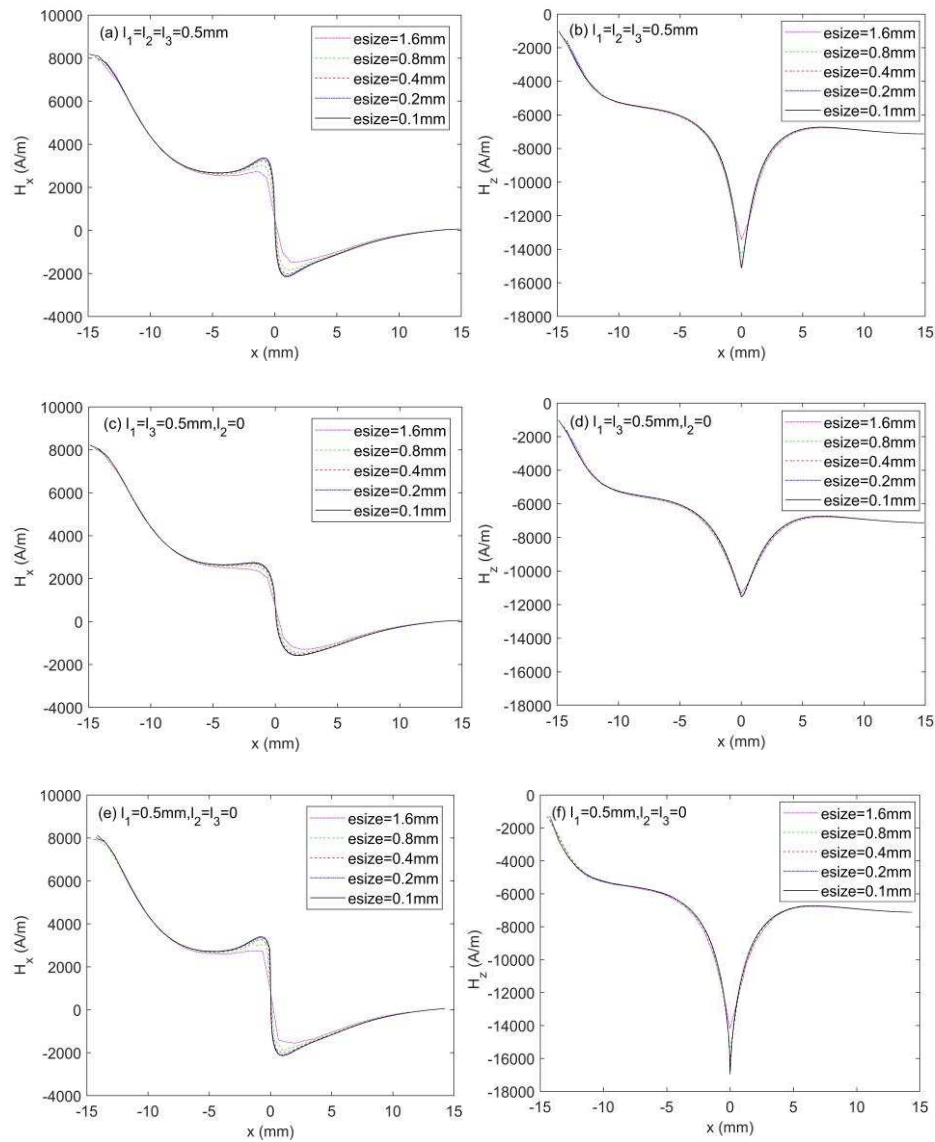 (a) l1=l2=l3=0.5mm
esize=1.6mm
esize=0.8mm
esize=0.4mm
esize=0.2mm
esize=0.1mm
10000
8000
6000
4000
2000
0
-2000
-4000
Hx (A/m)
-15
-10
-5
0
5
10
15
x (mm)
(b) l1=l2=l3=0.5mm
esize=1.6mm
esize=0.8mm
esize=0.4mm
esize=0.2mm
esize=0.1mm
0
-2000
-4000
-6000
-8000
-10000
-12000
-14000
-16000
-18000
Hz (A/m)
-15
-10
-5
0
5
10
15
x (mm)
(c) l1=l3=0.5mm,l2=0
esize=1.6mm
esize=0.8mm
esize=0.4mm
esize=0.2mm
esize=0.1mm
10000
8000
6000
4000
2000
0
-2000
-4000
Hx (A/m)
-15
-10
-5
0
5
10
15
x (mm)
(d) l1=l3=0.5mm,l2=0
esize=1.6mm
esize=0.8mm
esize=0.4mm
esize=0.2mm
esize=0.1mm
0
-2000
-4000
-6000
-8000
-10000
-12000
-14000
-16000
-18000
Hz (A/m)
-15
-10
-5
0
5
10
15
x (mm)
(e) l1=0.5mm,l2=l3=0
esize=1.6mm
esize=0.8mm
esize=0.4mm
esize=0.2mm
esize=0.1mm
10000
8000
6000
4000
2000
0
-2000
-4000
Hx (A/m)
-15
-10
-5
0
5
10
15
x (mm)
(f) l1=0.5mm,l2=l3=0
esize=1.6mm
esize=0.8mm
esize=0.4mm
esize=0.2mm
esize=0.1mm
0
-2000
-4000
-6000
-8000
-10000
-12000
-14000
-16000
-18000
Hz (A/m)
-15
-10
-5
0
5
10
15
x (mm)